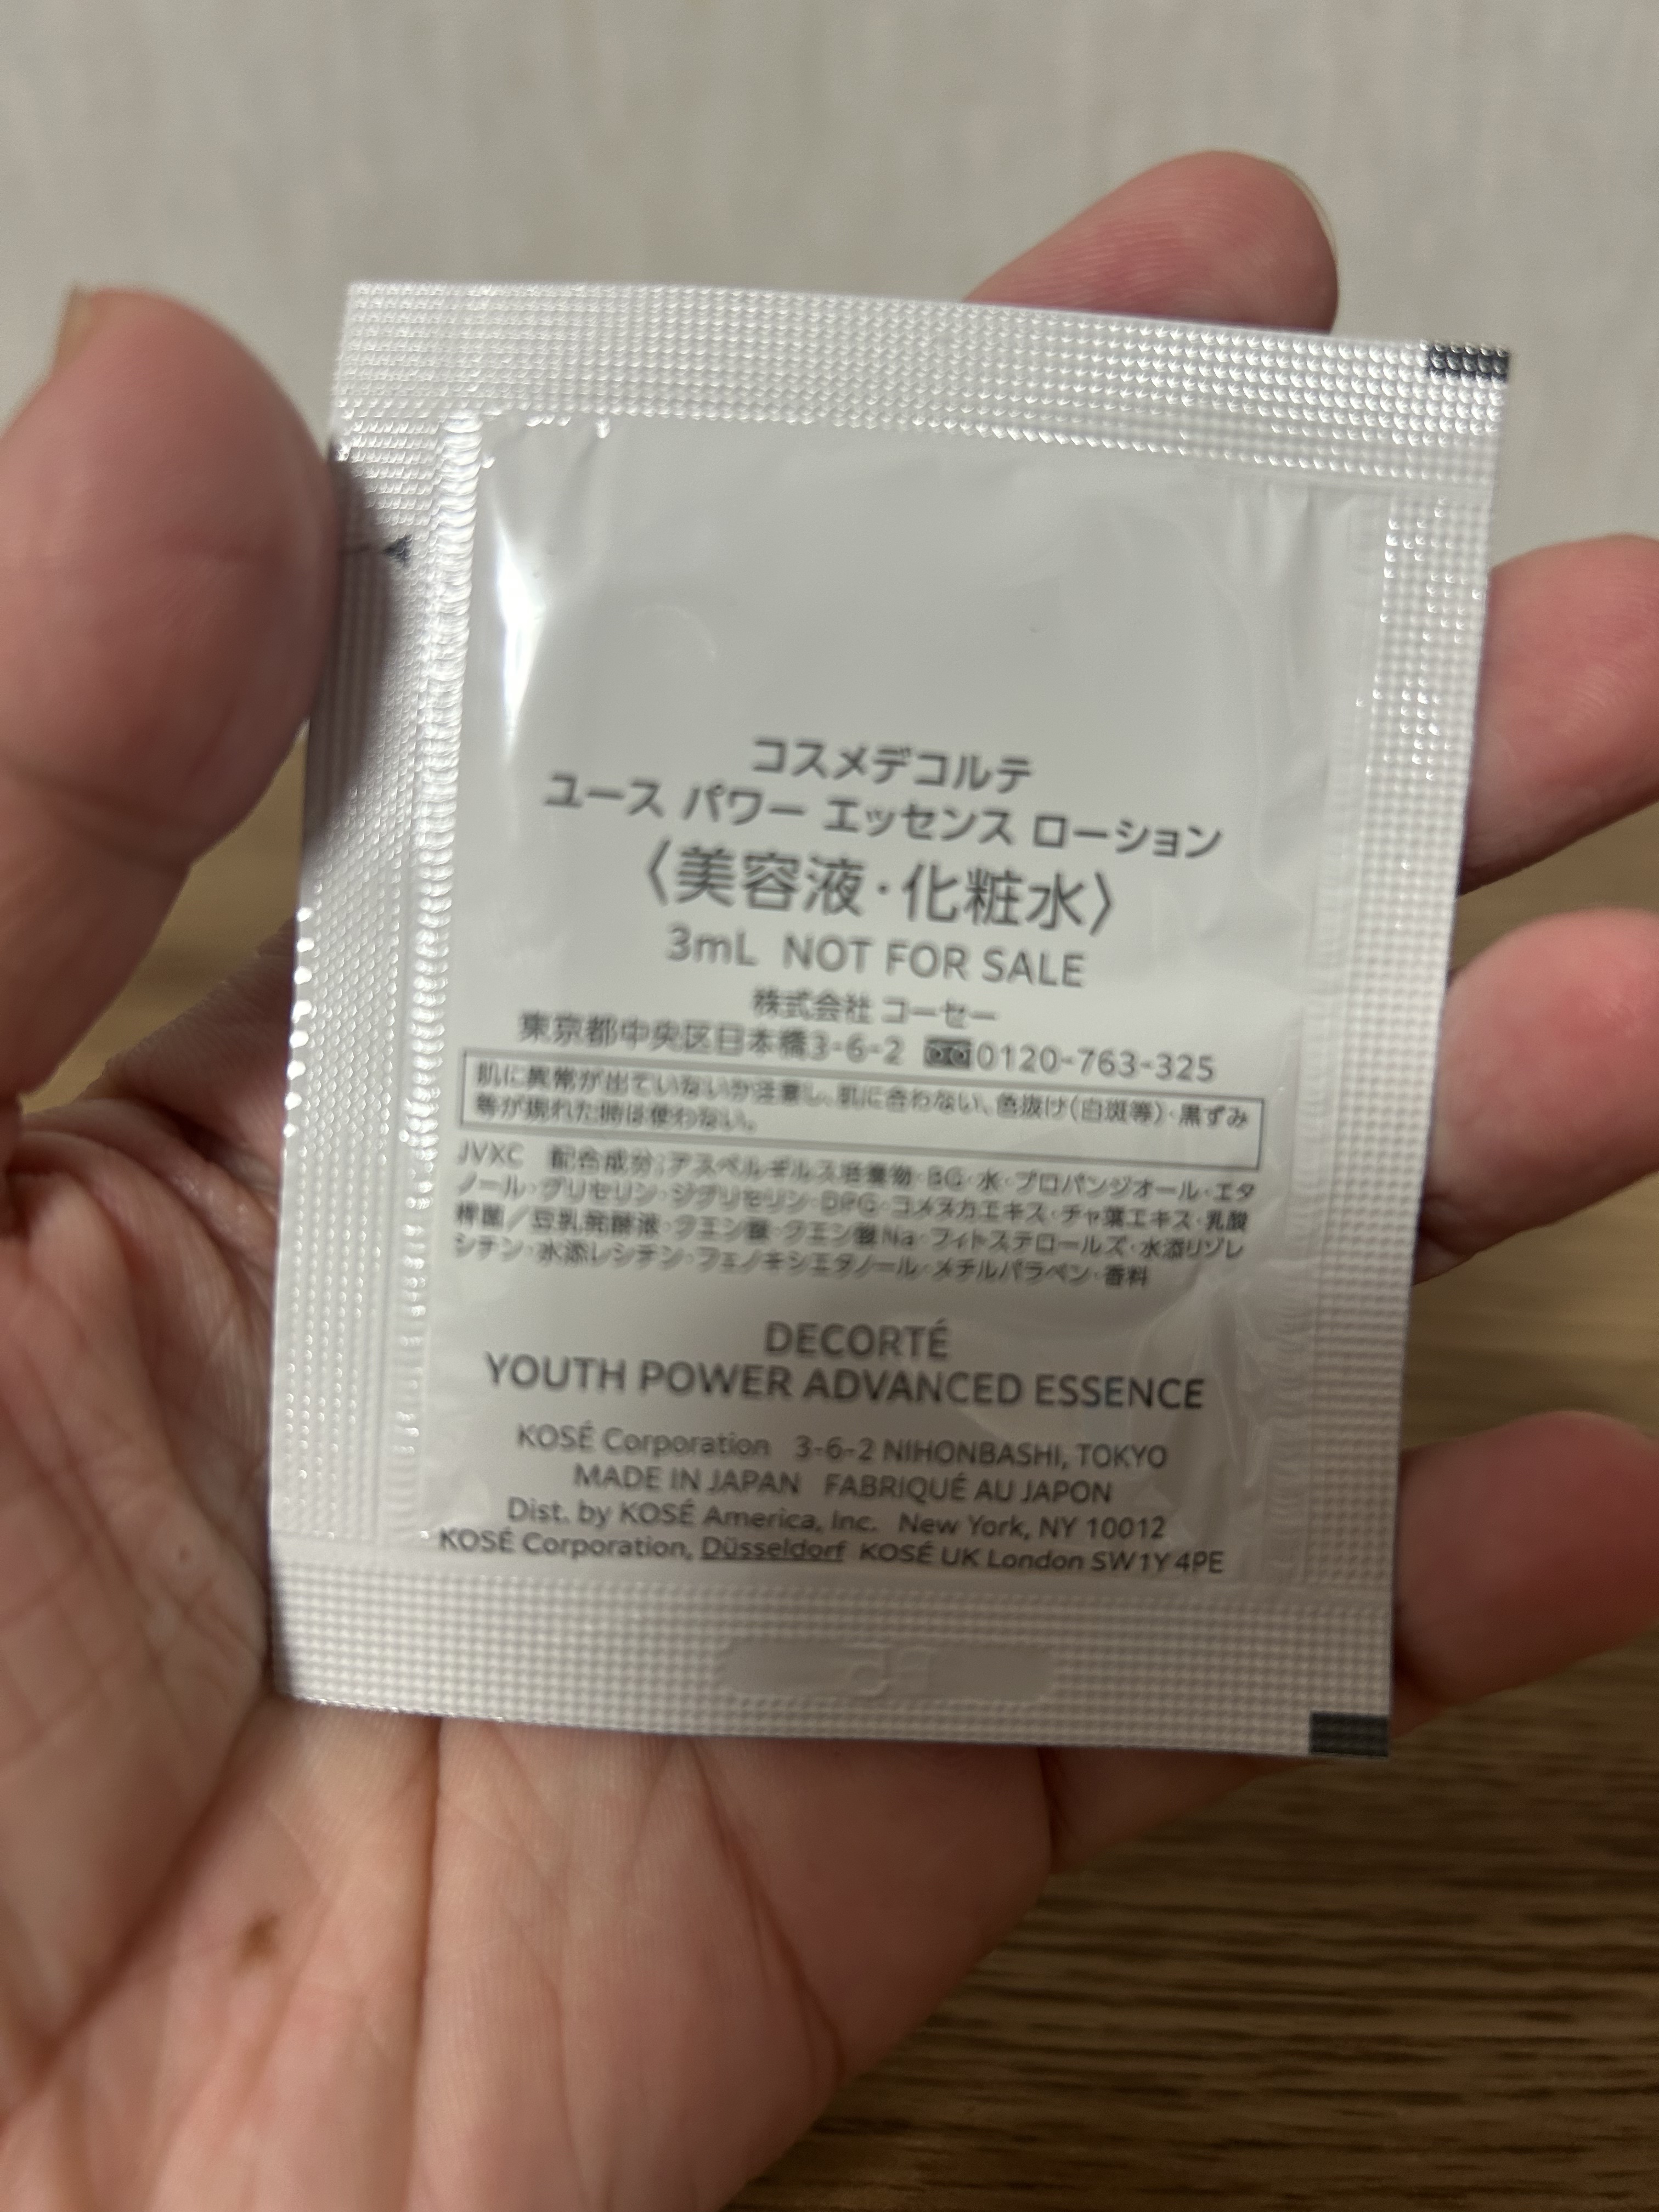 コスメデコルテ
ユース パワー エッセンス ローション
〈美容液・化粧水〉
3mL NOT FOR SALE
株式会社 コーセー
東京都中央区日本橋3-6-2 0120-763-325
肌に異常が出ていないか注意し、肌に合わない、色抜け(白斑等)・黒ずみ
等が現れた時は使わない。
JVXC 配合成分:アスペルギルス培養物・BG・水・プロパンジオール・エタ
ノール・グリセリン・ジグリセリン・DPG・コメヌカエキス・チャ葉エキス・乳酸
桿菌/豆乳発酵液・クエン酸・クエン酸Na・フィトステロールズ・水添リゾレ
シチン・水添レシチン・フェノキシエタノール・メチルパラベン・香料
DECORTÉ
YOUTH POWER ADVANCED ESSENCE
KOSÉ Corporation 3-6-2 NIHONBASHI, TOKYO
MADE IN JAPAN FABRIQUÉ AU JAPON
Dist. by KOSÉ America, Inc. New York, NY 10012
KOSÉ Corporation, Düsseldorf KOSÉ UK London SW1Y 4PE